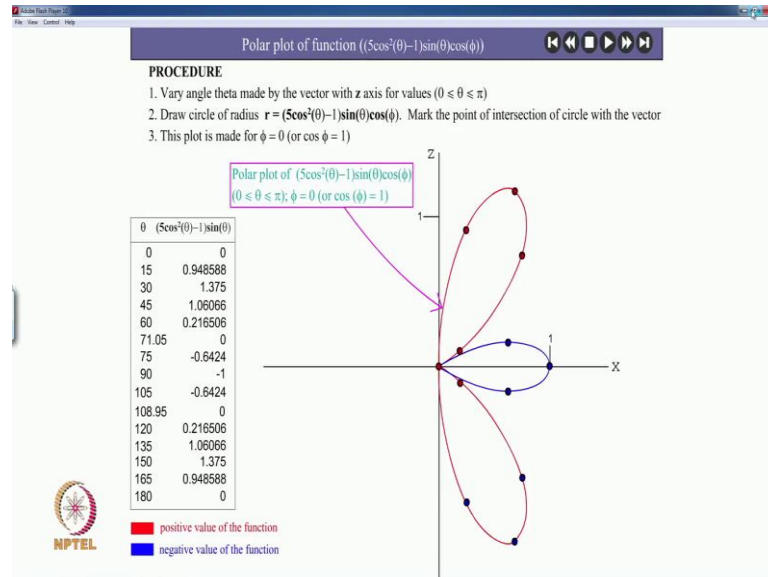 Adobe Flash Player 10
File View Control Help
Polar plot of function ((5cos²(θ)−1)sin(θ)cos(ϕ))
PROCEDURE
1. Vary angle theta made by the vector with z axis for values (0 ⩽ θ ⩽ π)
2. Draw circle of radius r = (5cos²(θ)−1)sin(θ)cos(ϕ). Mark the point of intersection of circle with the vector
3. This plot is made for ϕ = 0 (or cos ϕ = 1)
Polar plot of (5cos²(θ)−1)sin(θ)cos(ϕ)
(0 ⩽ θ ⩽ π); ϕ = 0 (or cos (ϕ) = 1)
Z
1
1
X
θ (5cos²(θ)−1)sin(θ)
0 0
15 0.948588
30 1.375
45 1.06066
60 0.216506
71.05 0
75 -0.6424
90 -1
105 -0.6424
108.95 0
120 0.216506
135 1.06066
150 1.375
165 0.948588
180 0
positive value of the function
negative value of the function
NPTEL